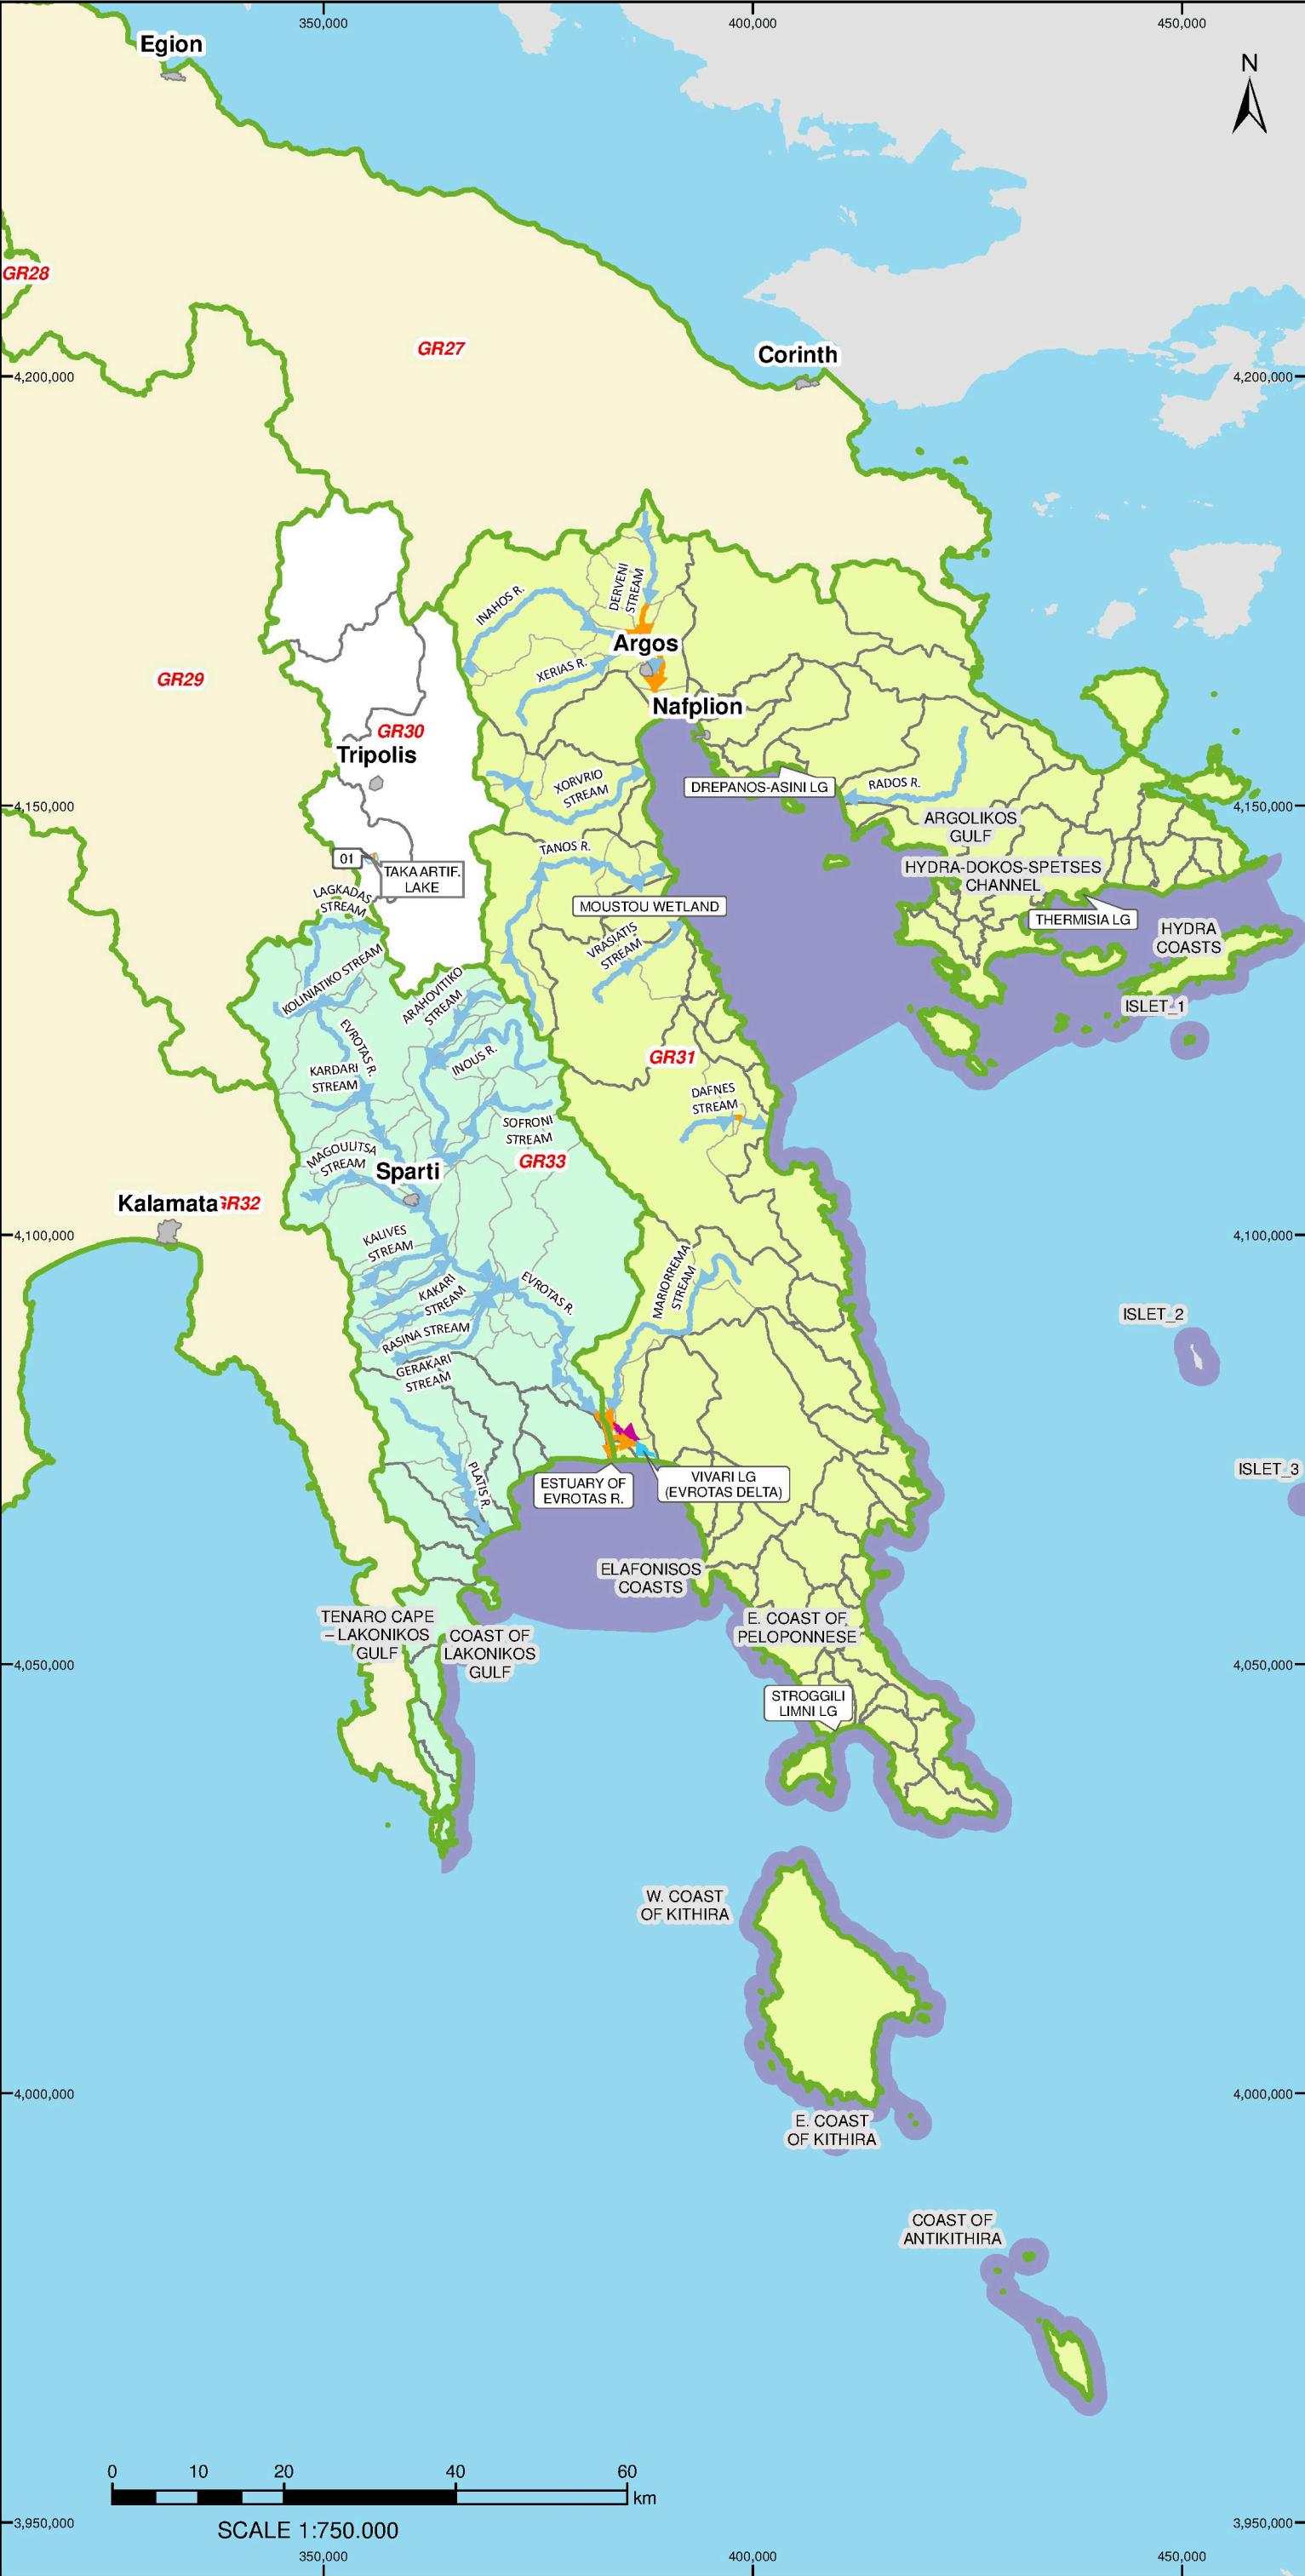 350,000
400,000
450,000
Egion
N
GR28
GR27
Corinth
4,200,000
4,200,000
DERVENI
STREAM
INAHOS R.
Argos
XERIAS R.
GR29
Nafplion
GR30
Tripolis
XORVRIO
STREAM
DREPANOS-ASINI LG
RADOS R.
4,150,000
4,150,000
ARGOLIKOS
GULF
TANOS R.
01
TAKA ARTIF.
LAKE
HYDRA-DOKOS-SPETSES
CHANNEL
LAGKADAS
STREAM
MOUSTOU WETLAND
THERMISIA LG
HYDRA
COASTS
VRASIATIS
STREAM
KOLINIATIKO STREAM
ARAHOVITIKO
STREAM
ISLET_1
EVROTAS R.
INOUS R.
GR31
KARDARI
STREAM
DAFNES
STREAM
SOFRONI
STREAM
MAGOULITSA
STREAM
GR33
Sparti
Kalamata
GR32
4,100,000
4,100,000
KALIVES
STREAM
MARIORREMA
STREAM
KAKARI
STREAM
EVROTAS R.
ISLET_2
RASINA STREAM
GERAKARI
STREAM
PLATIS R.
ESTUARY OF
EVROTAS R.
VIVARI LG
(EVROTAS DELTA)
ISLET_3
ELAFONISOS
COASTS
TENARO CAPE
– LAKONIKOS
GULF
COAST OF
LAKONIKOS
GULF
E. COAST OF
PELOPONNESE
4,050,000
4,050,000
STROGGILI
LIMNI LG
W. COAST
OF KITHIRA
4,000,000
4,000,000
E. COAST
OF KITHIRA
COAST OF
ANTIKITHIRA
0 10 20 40 60
km
SCALE 1:750.000
3,950,000
3,950,000
350,000
400,000
450,000